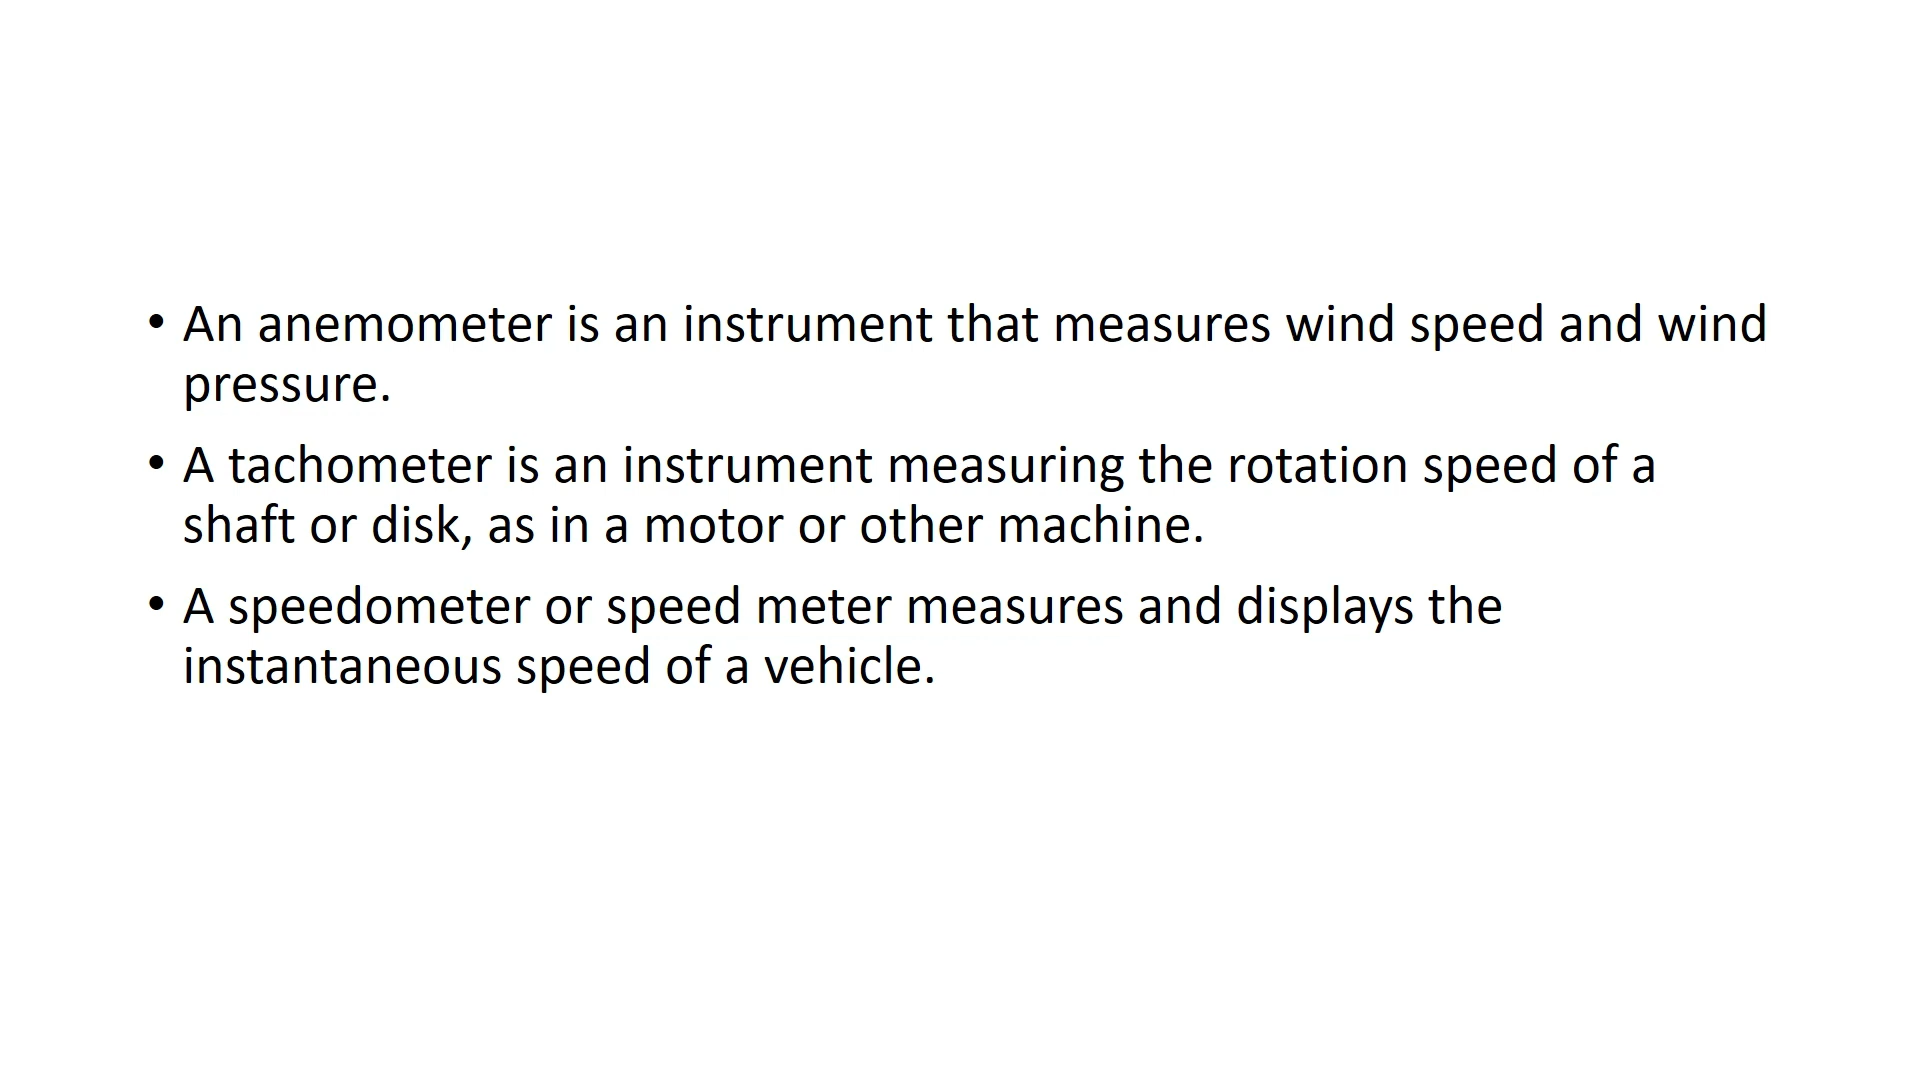 • An anemometer is an instrument that measures wind speed and wind
pressure.
• A tachometer is an instrument measuring the rotation speed of a
shaft or disk, as in a motor or other machine.
• A speedometer or speed meter measures and displays the
instantaneous speed of a vehicle.